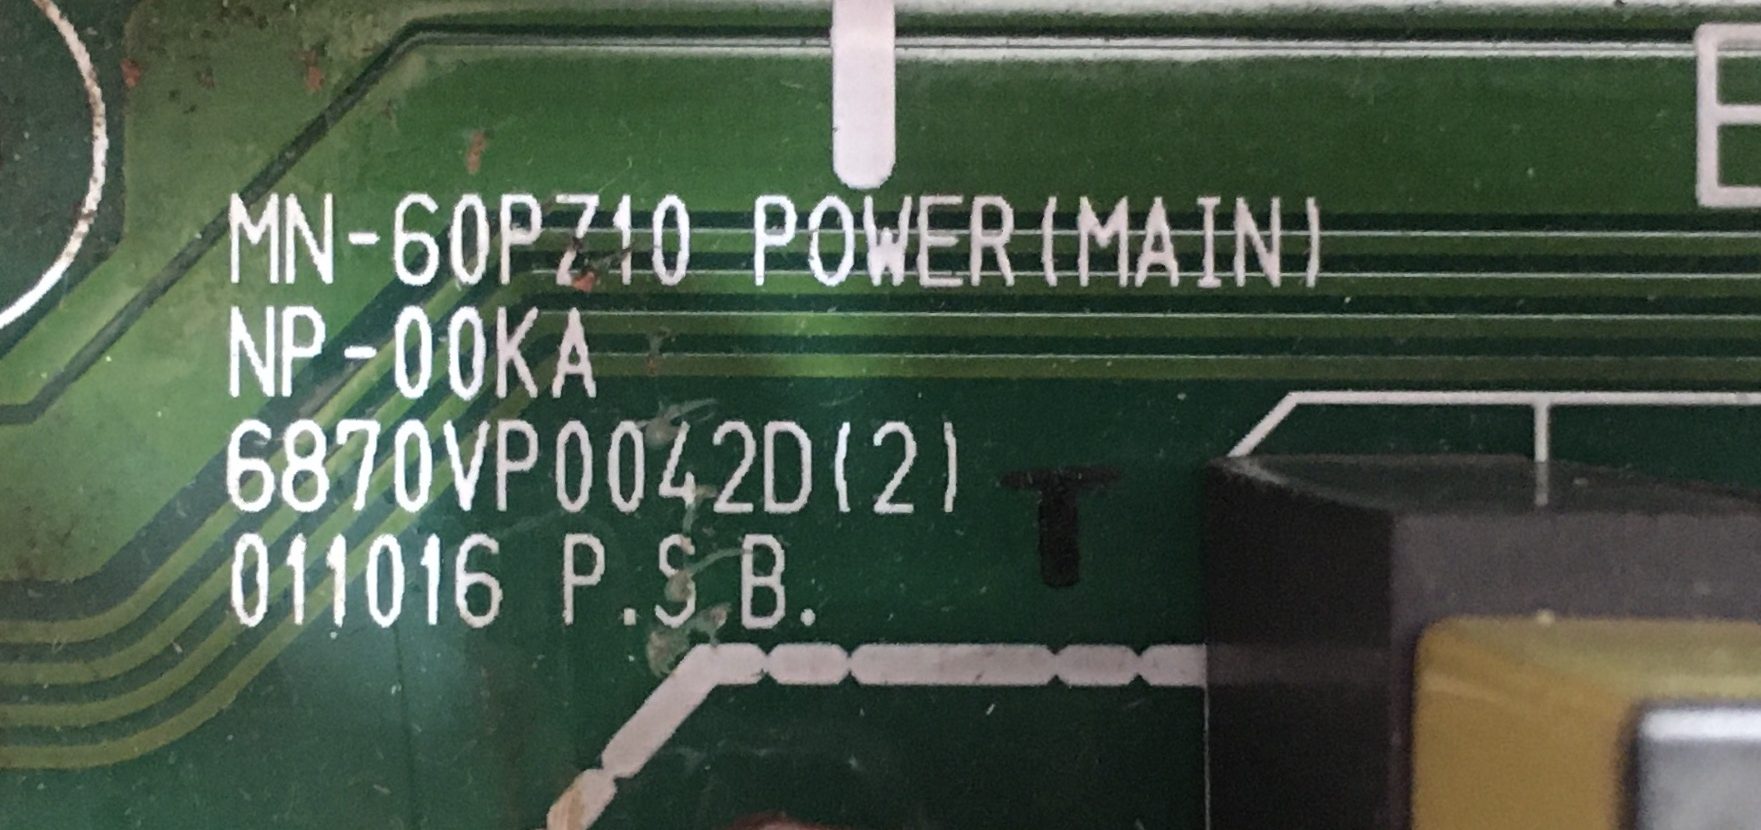 MN-60PZ10 POWER(MAIN)
NP-00KA
6870VP0042D(2)
011016 P.S.B.